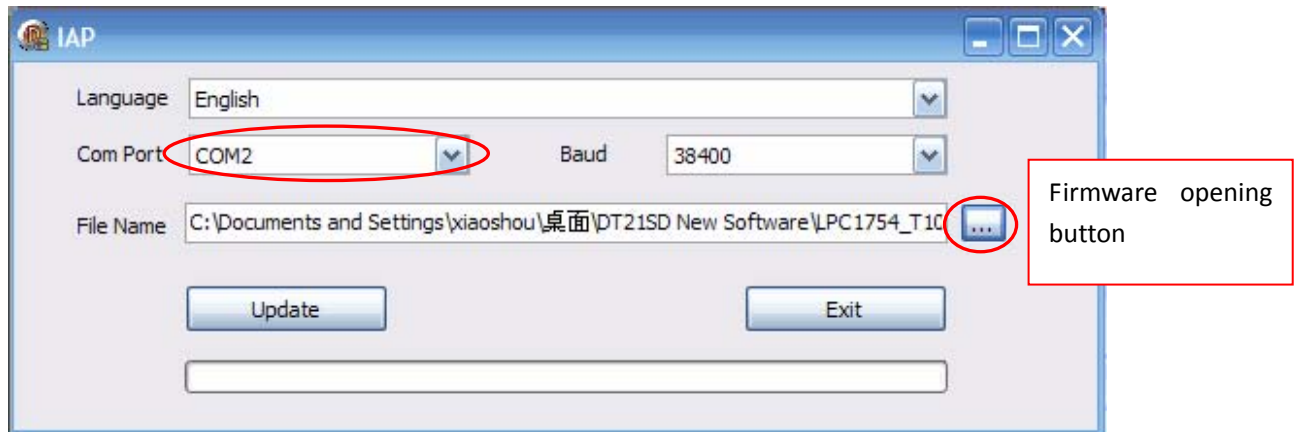 IAP
Language English
Com Port COM2 Baud 38400
File Name C:\Documents and Settings\xiaoshou\桌面\DT21SD New Software\LPC1754_T10 ...
Firmware opening
button
Update Exit